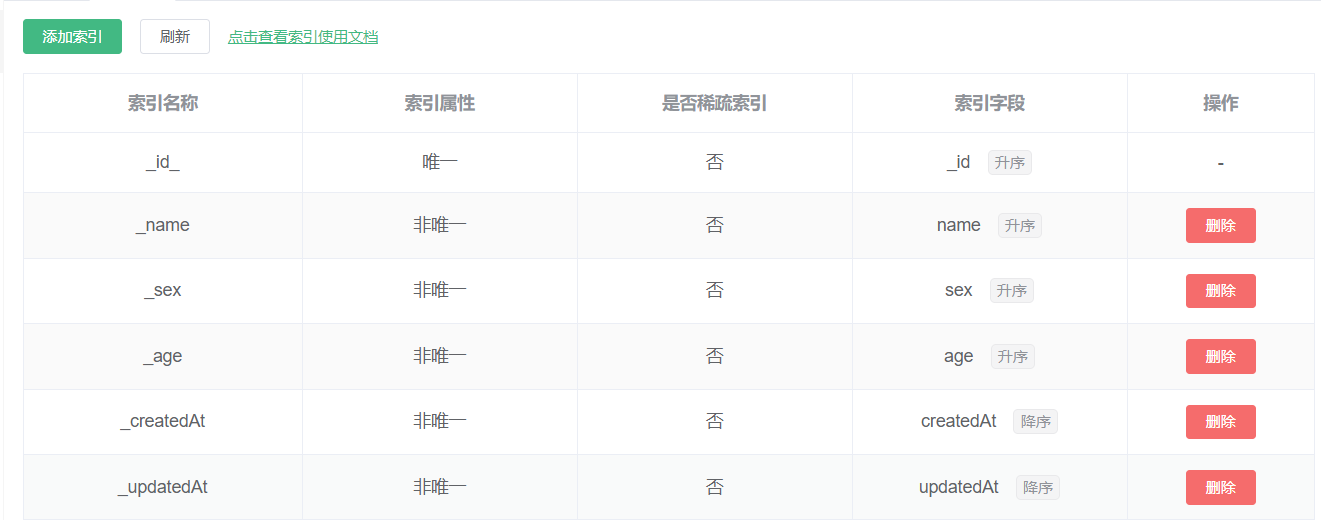 添加索引 刷新 点击查看索引使用文档
索引名称 索引属性 是否稀疏索引 索引字段 操作
_id_ 唯一 否 _id 升序 -
_name 非唯一 否 name 升序 删除
_sex 非唯一 否 sex 升序 删除
_age 非唯一 否 age 升序 删除
_createdAt 非唯一 否 createdAt 降序 删除
_updatedAt 非唯一 否 updatedAt 降序 删除